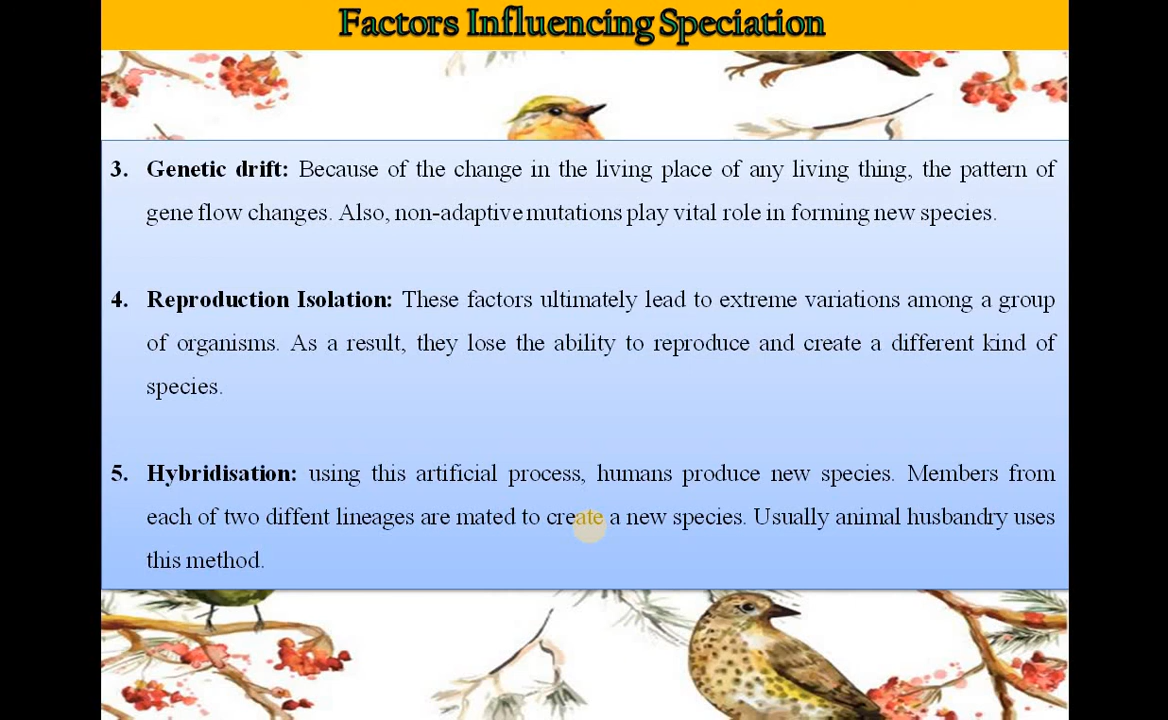 Factors Influencing Speciation
3. Genetic drift: Because of the change in the living place of any living thing, the pattern of
gene flow changes. Also, non-adaptive mutations play vital role in forming new species.
4. Reproduction Isolation: These factors ultimately lead to extreme variations among a group
of organisms. As a result, they lose the ability to reproduce and create a different kind of
species.
5. Hybridisation: using this artificial process, humans produce new species. Members from
each of two diffent lineages are mated to create a new species. Usually animal husbandry uses
this method.